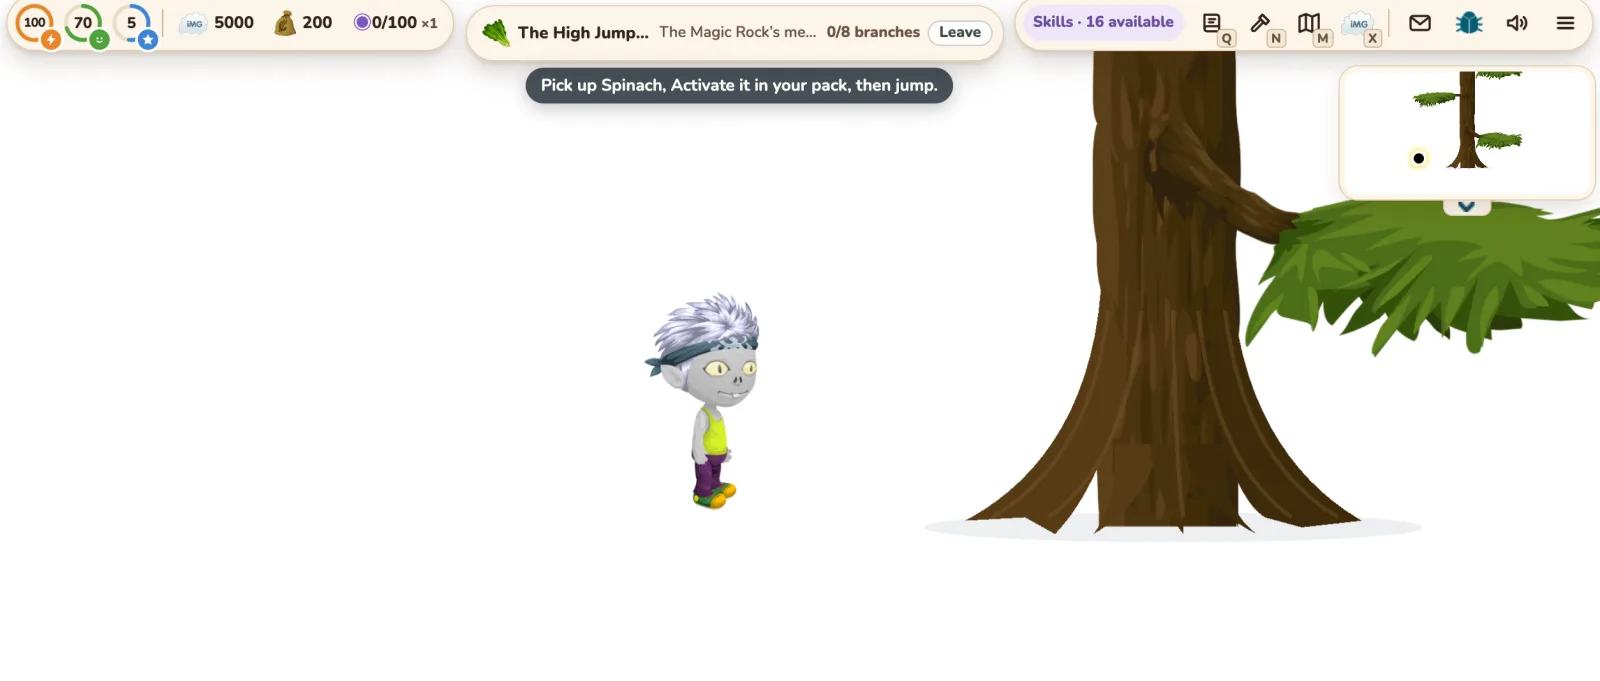 100
70
5
iMG
5000
200
0/100 ×1
The High Jump...
The Magic Rock's me...
0/8 branches
Leave
Skills · 16 available
Q
N
M
iMG
X
Pick up Spinach, Activate it in your pack, then jump.